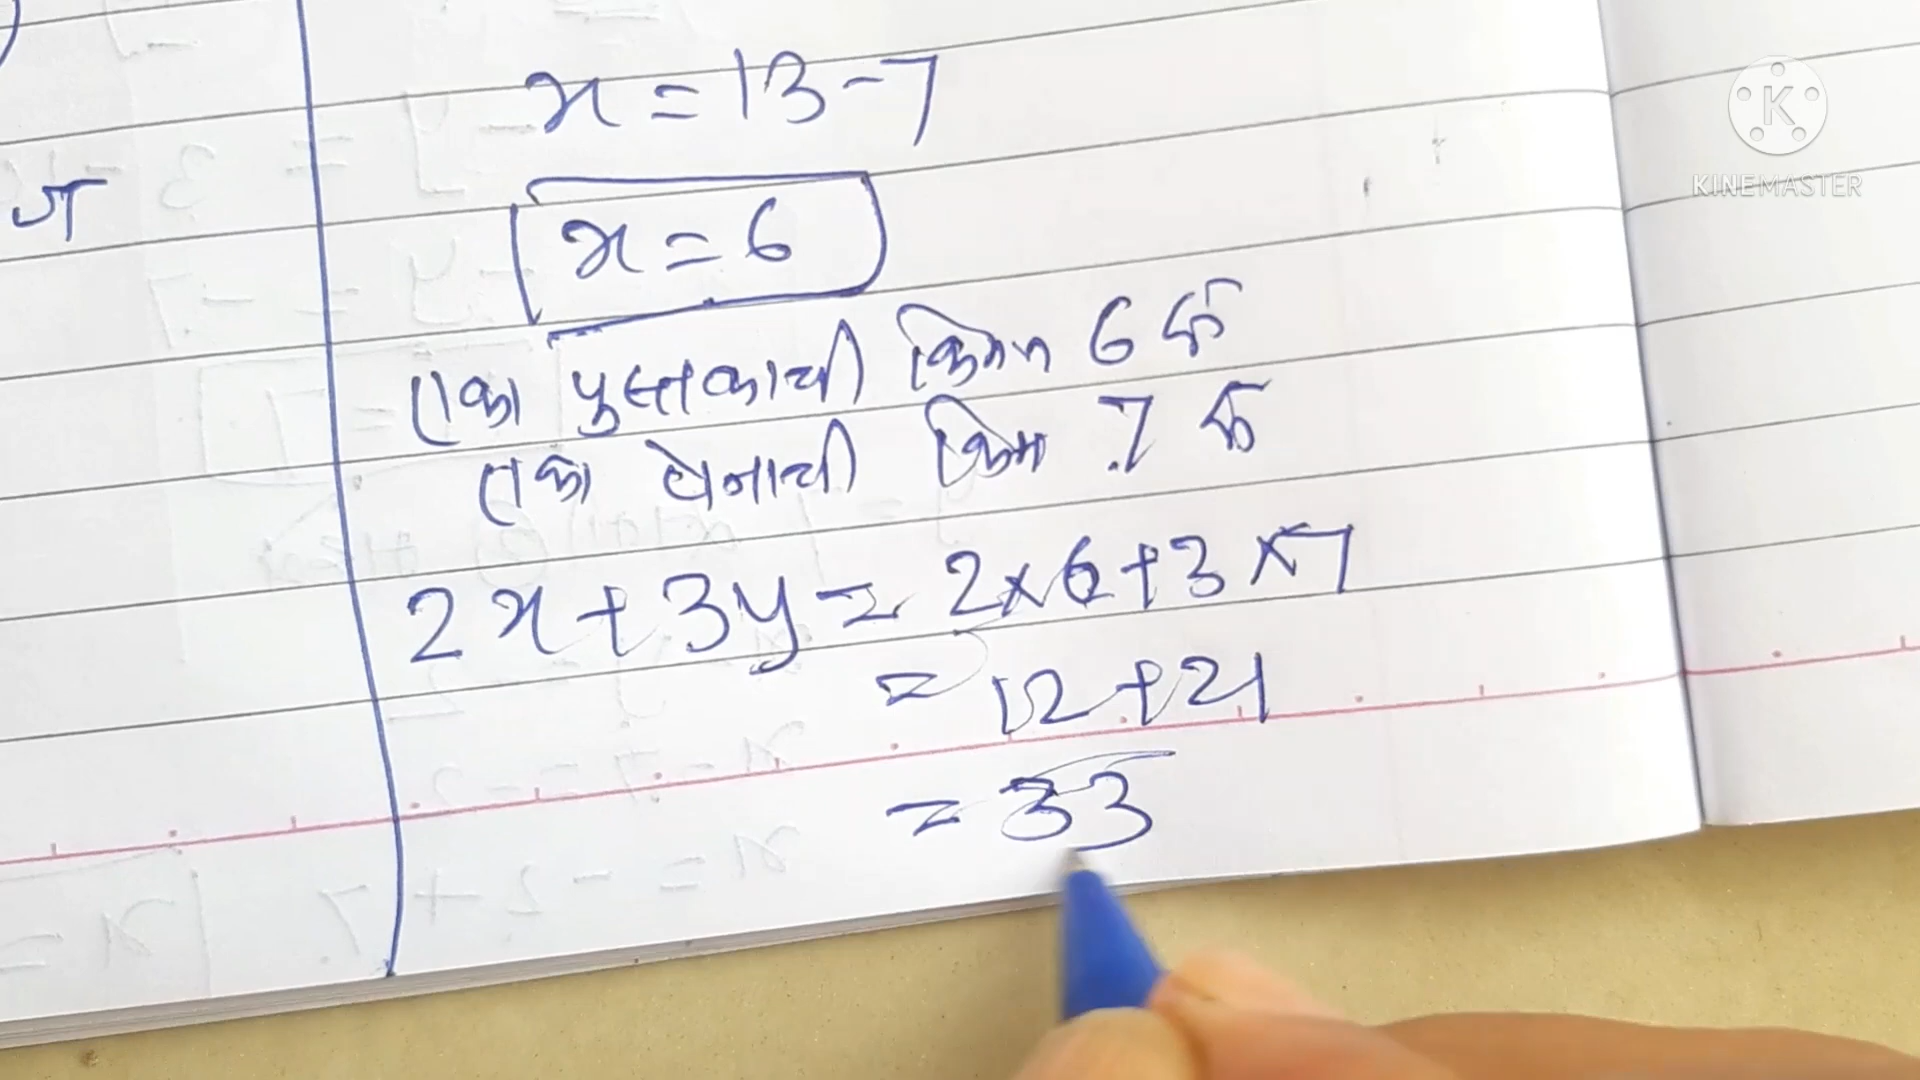 x = 13 - 7
x = 6
एका पुस्तकाची किंमत 6 रु
एका पेनाची किंमत 7 रु
2x + 3y = 2×6 + 3×7
= 12 + 21
= 33
K
KINEMASTER